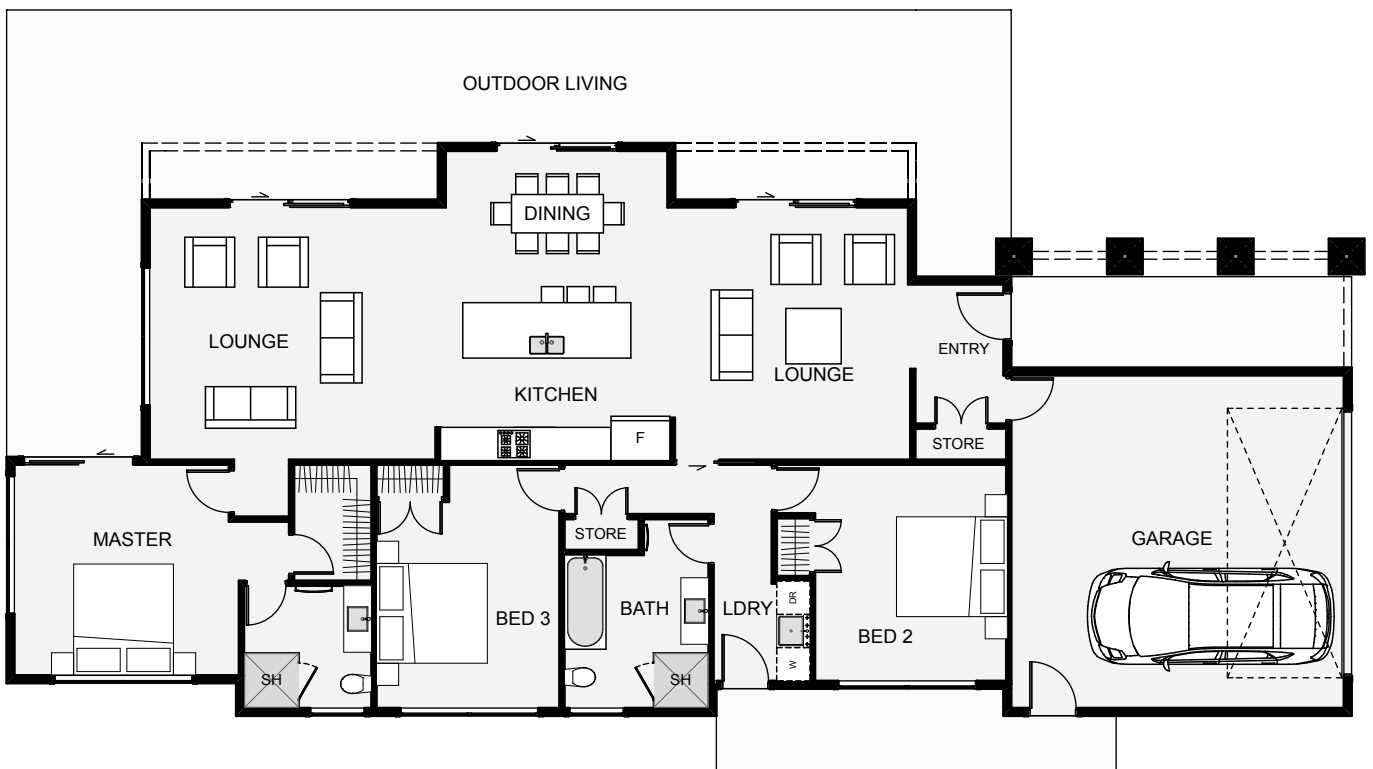 OUTDOOR LIVING
DINING
LOUNGE
ENTRY
LOUNGE
KITCHEN
F
STORE
STORE
MASTER
GARAGE
DR
BATH
LDRY
BED 3
BED 2
W
SH
SH